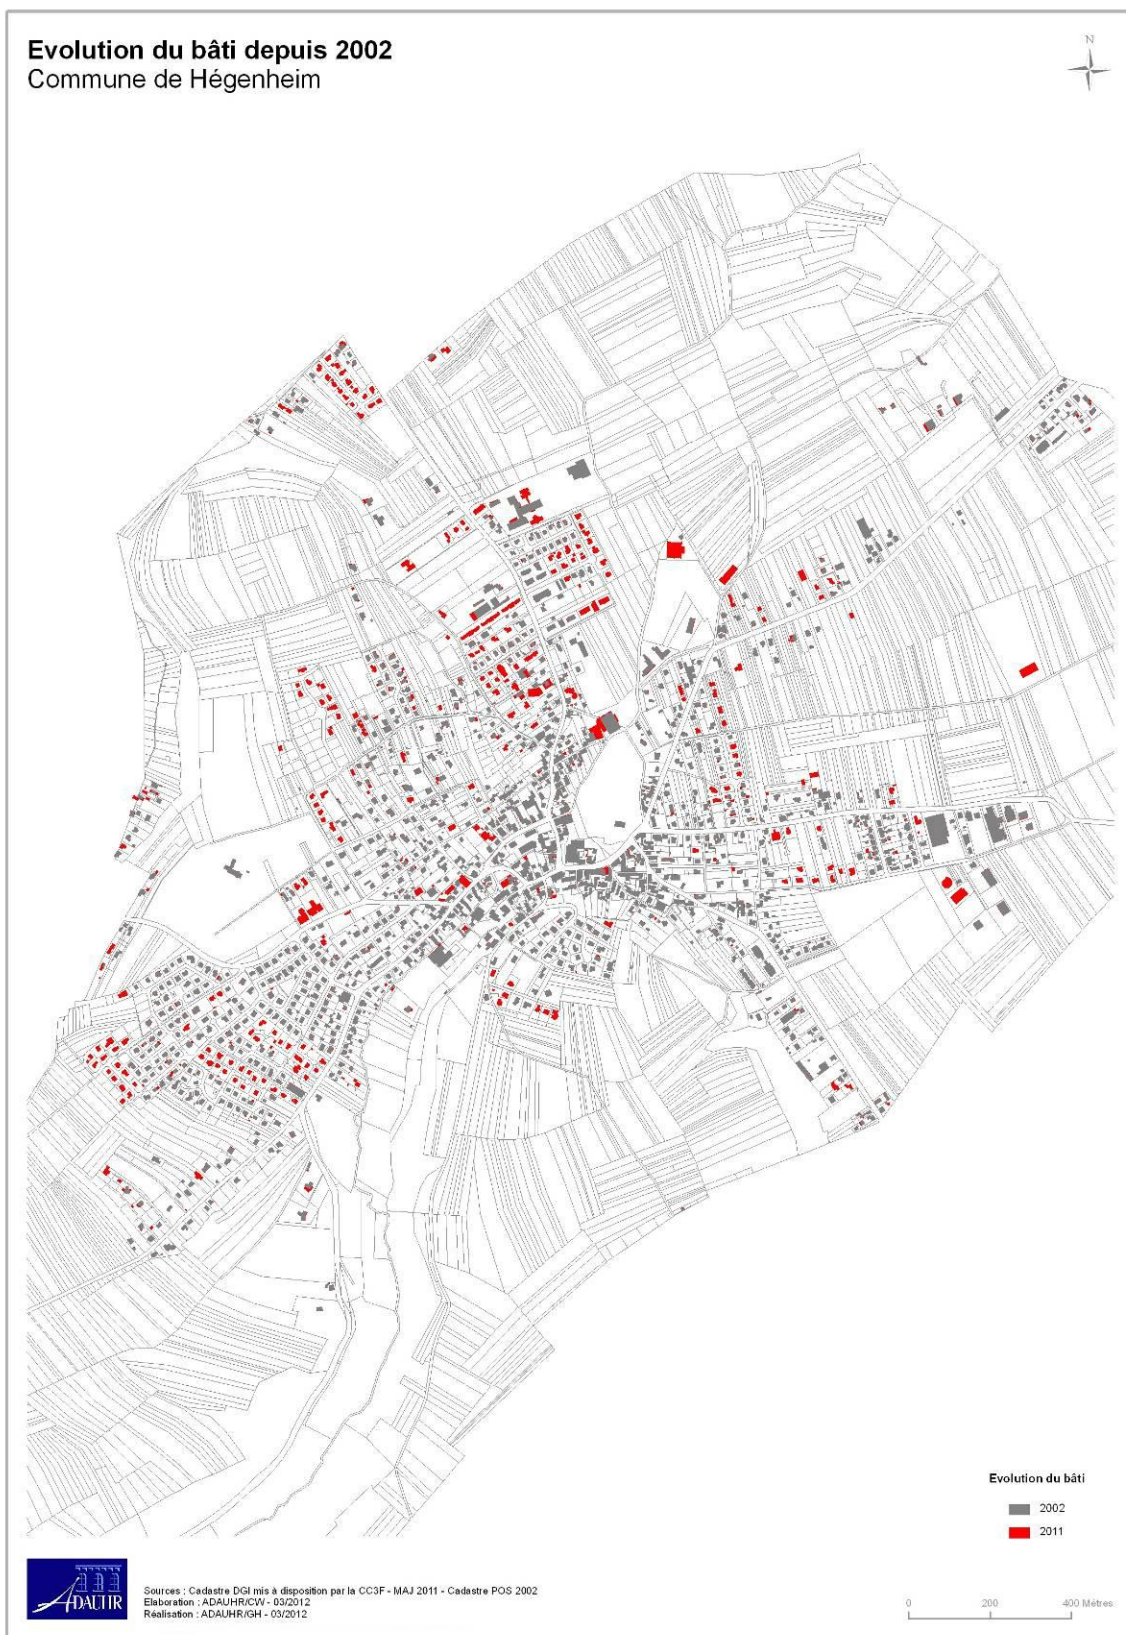 Evolution du bâti depuis 2002
Commune de Hégenheim
N
Evolution du bâti
2002
2011
ADAUHR
Sources : Cadastre DGI mis à disposition par la CC3F - MAJ 2011 - Cadastre POS 2002
Elaboration : ADAUHR/CW - 03/2012
Réalisation : ADAUHR/GH - 03/2012
0 200 400 Mètres